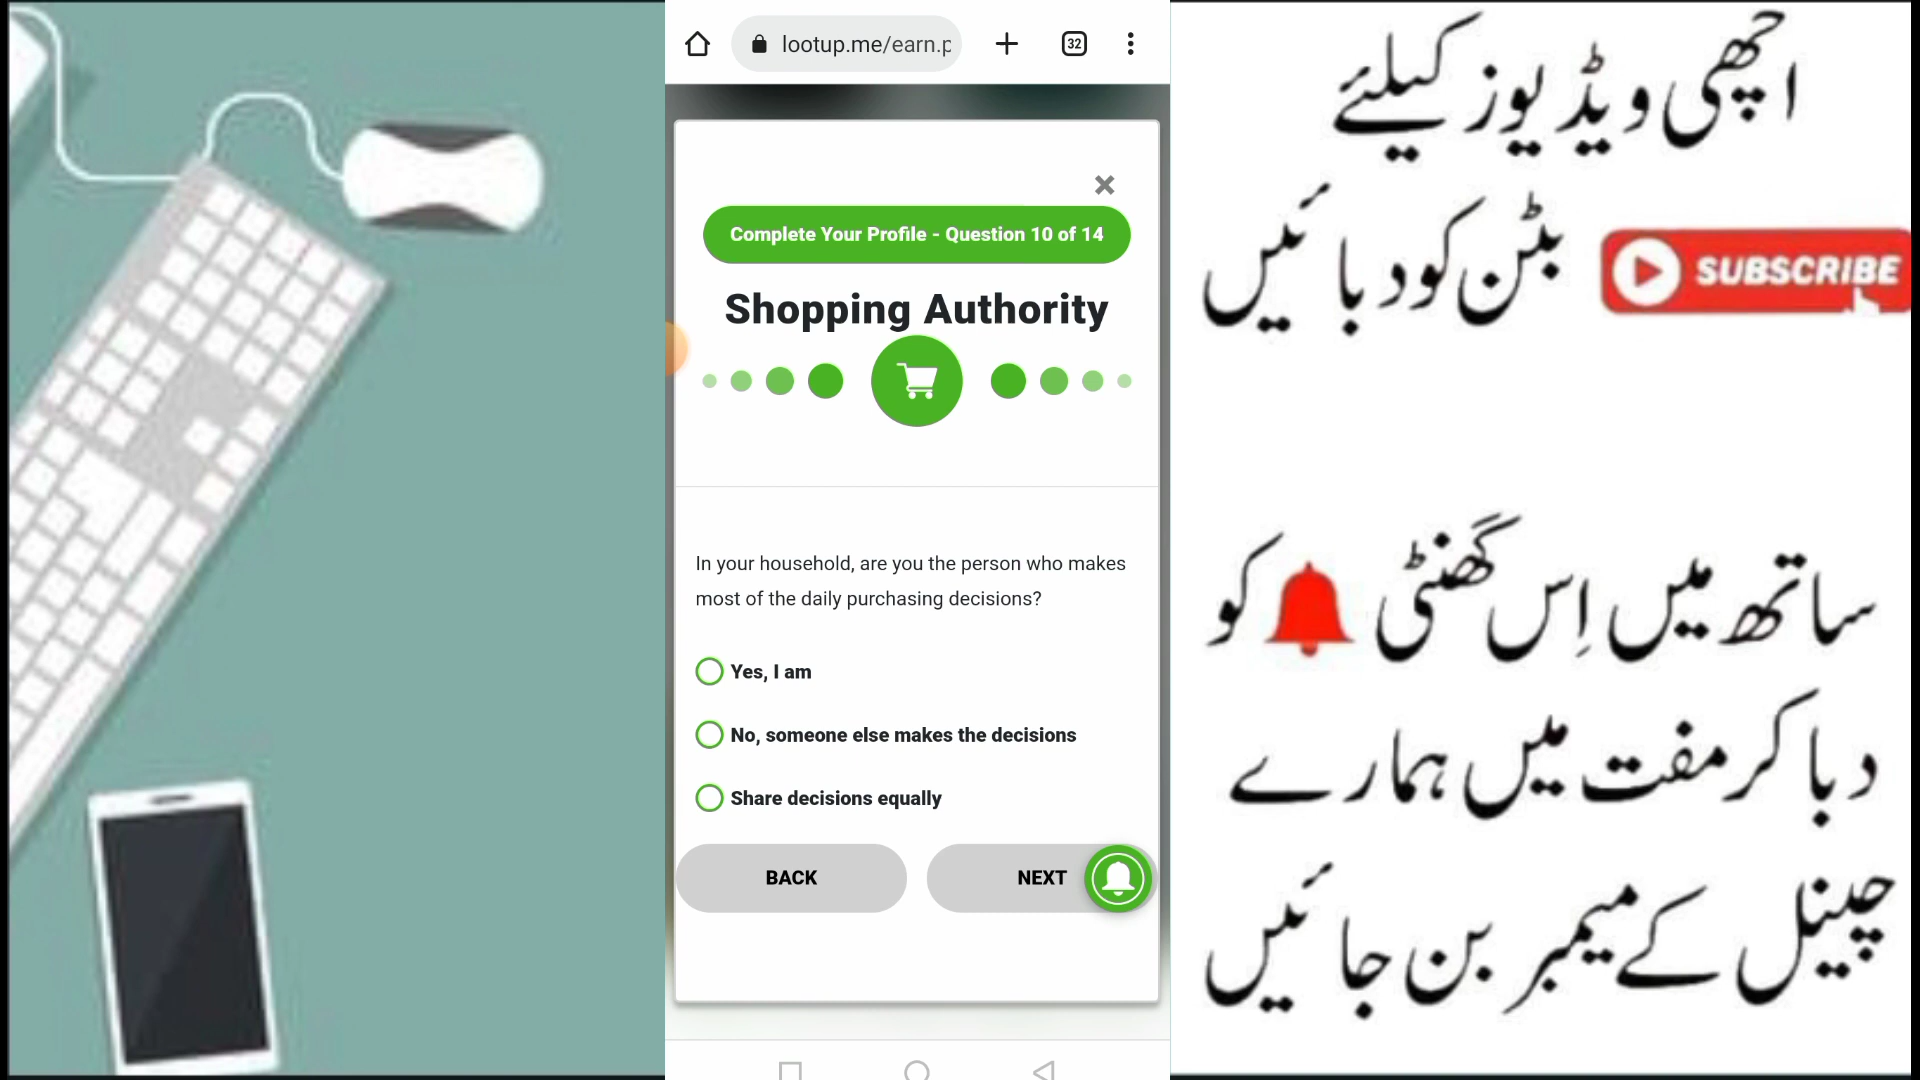 lootup.me/earn.p
32
Complete Your Profile - Question 10 of 14
Shopping Authority
In your household, are you the person who makes
most of the daily purchasing decisions?
Yes, I am
No, someone else makes the decisions
Share decisions equally
BACK
NEXT
اچھی ویڈیوز کیلئے
بٹن کو دبائیں
SUBSCRIBE
ساتھ میں اِس گھنٹی کو
دبا کر مفت میں ہمارے
چینل کے میمبر بن جائیں